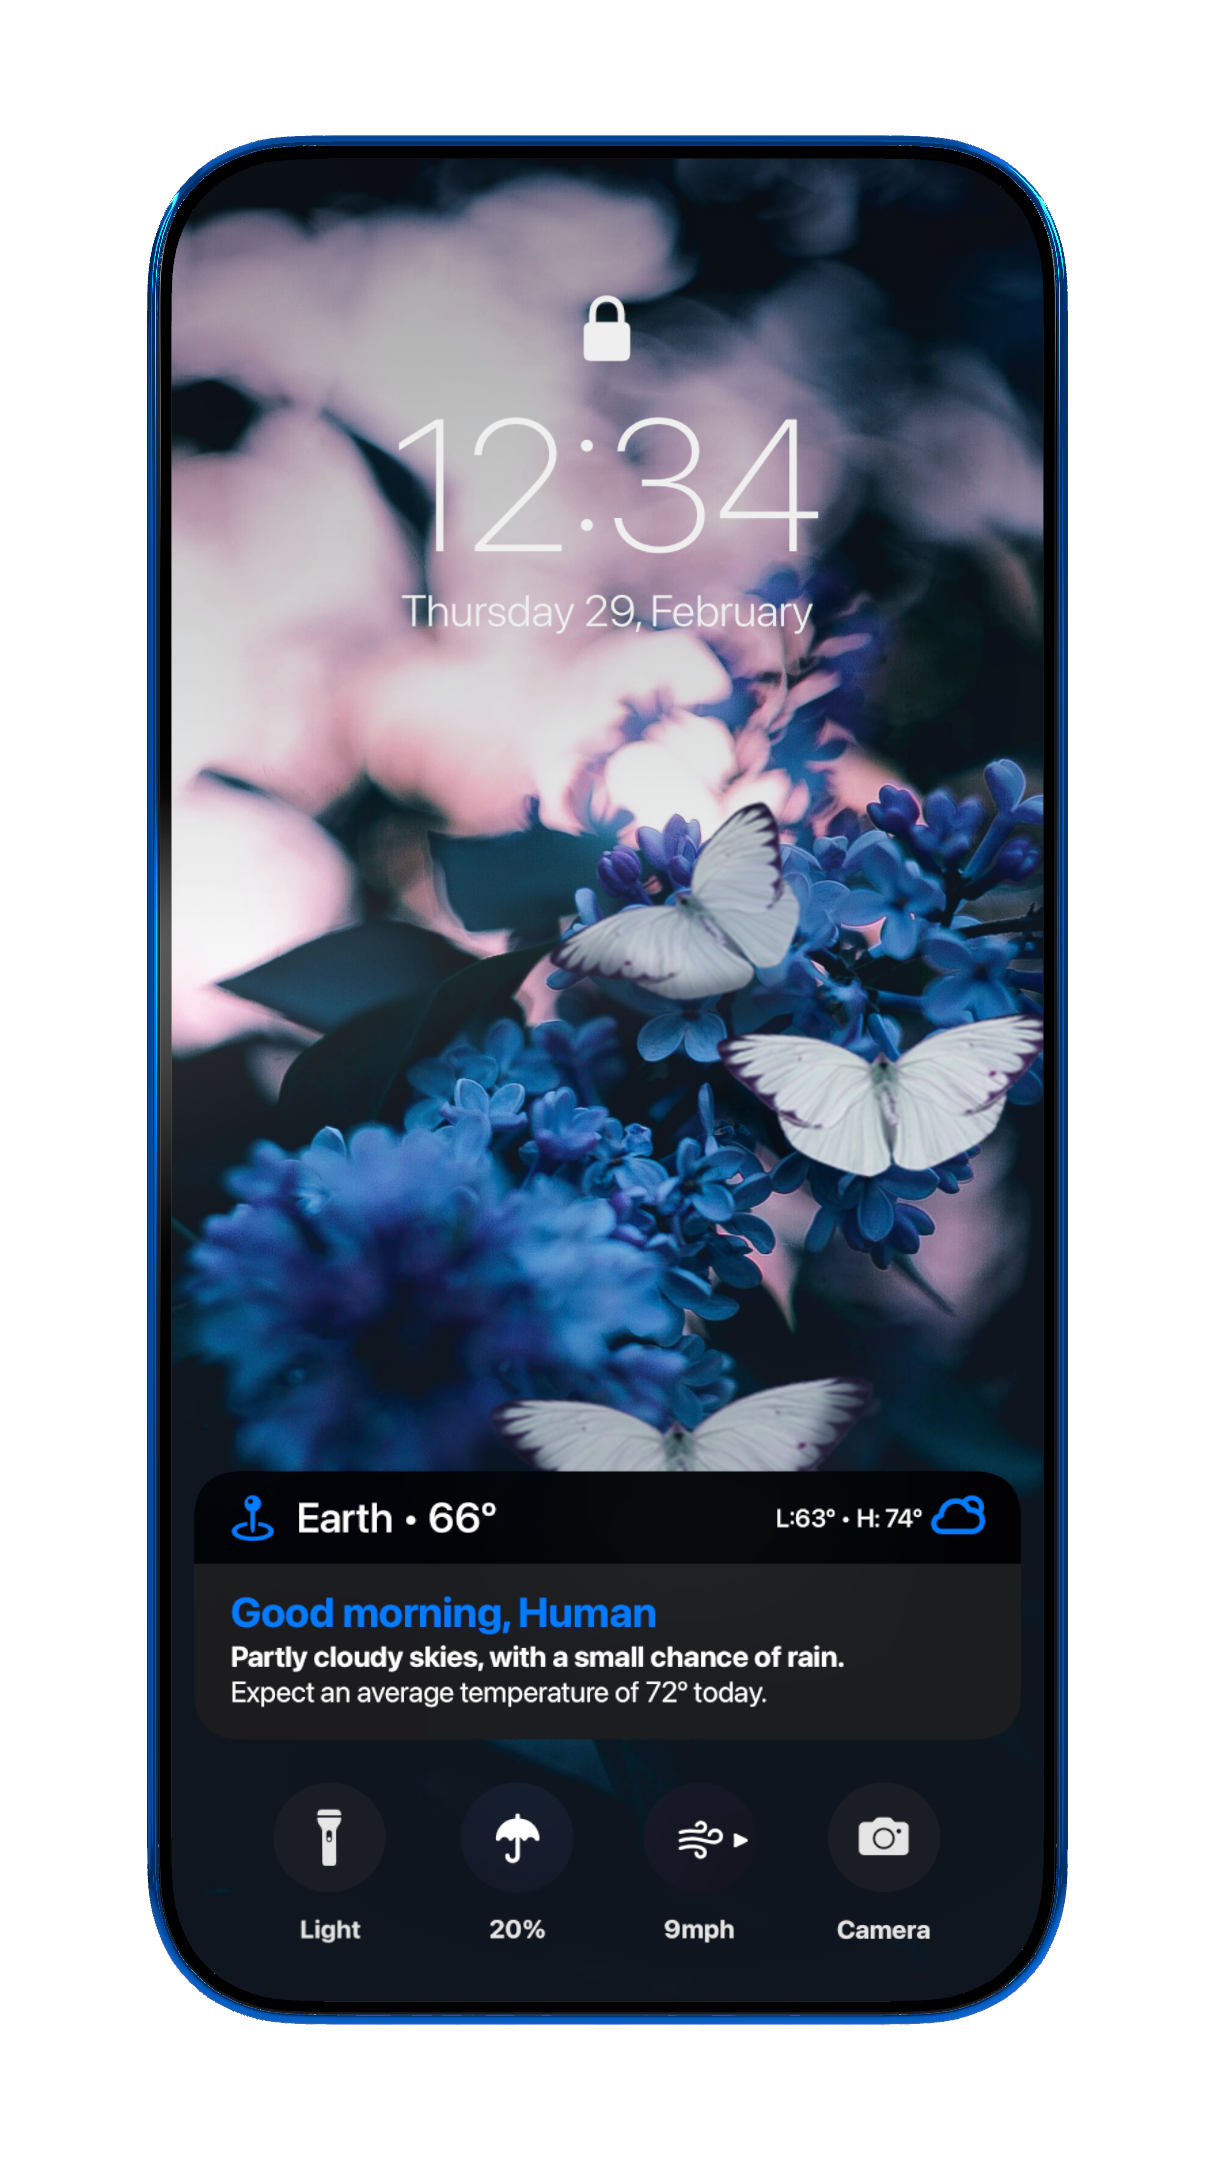 12:34
Thursday 29, February
Earth • 66°
L:63° • H: 74°
Good morning, Human
Partly cloudy skies, with a small chance of rain.
Expect an average temperature of 72° today.
Light
20%
9mph
Camera